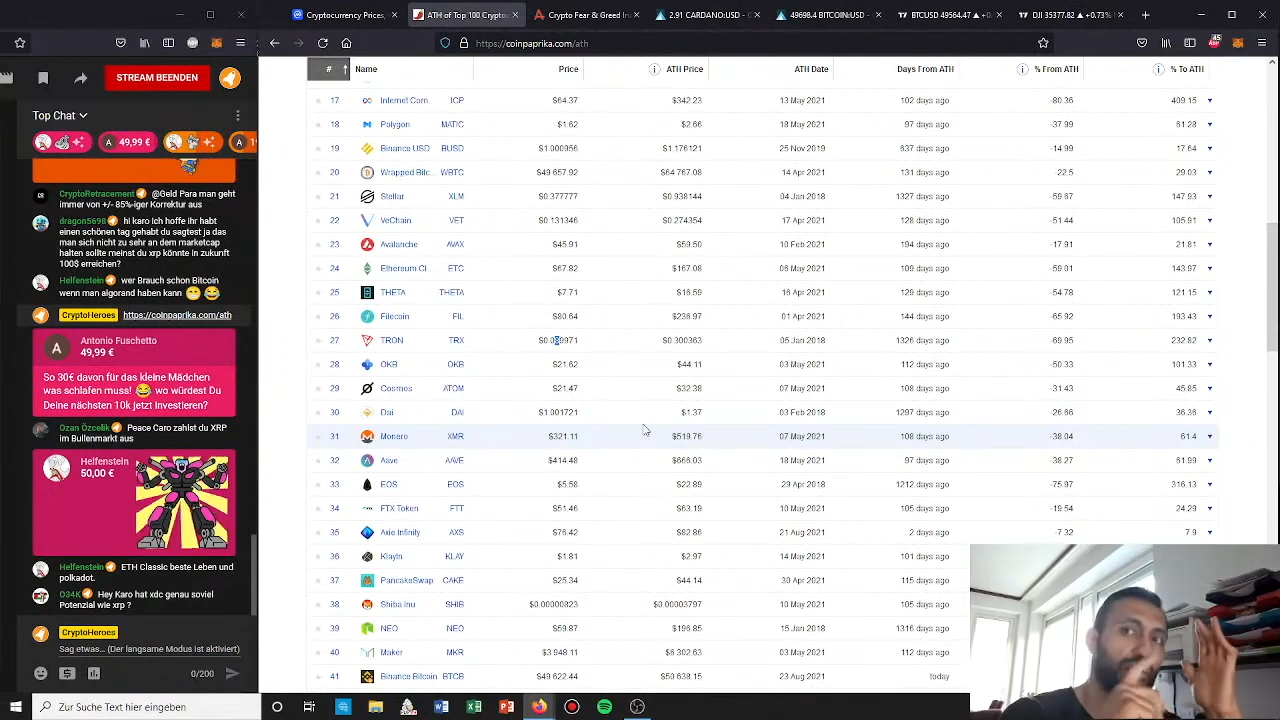 Cryptocurrency Prices,
ATH of Top 100 Cryptoc
Crypto Fear & Greed In
2.91 CARDANO:USD - C
49698.4 BITCOIN:USD -
BTCUSD 49564.47 ▲ +0.
DJI 35377.82 ▲ +0.73%
https://coinpaprika.com/ath
STREAM BEENDEN
Top Chat
49,99 €
CryptoRetracement @Geld Para man geht
immer von +/- 85%-iger Korrektur aus
dragon5698 hi karo ich hoffe ihr habt
einen schönen tag gehabt du sagtest ja das
man sich nicht zu sehr an dem marketcap
halten sollte meinst du xrp könnte in zukunft
100$ erreichen?
Helfenstein wer Brauch schon Bitcoin
wenn man algorand haben kann
CryptoHeroes https://coinpaprika.com/ath
Antonio Fuschetto
49,99 €
So 30€ davon für das kleine Mädchen
was schlafen muss! 😂 wo würdest Du
Deine nächsten 10k jetzt Investieren?
Ozan Özcelik Peace Caro zahlst du XRP
im Bullenmarkt aus
Helfenstein
50,00 €
Helfenstein ETH Classic beste Leben und
polkadot.
O34K Hey Karo hat xdc genau soviel
Potenzial wie xrp ?
CryptoHeroes
Sag etwas... (Der langsame Modus ist aktiviert)
0/200
# Name Price ATH Price ATH Date Days From ATH % From ATH % To ATH
17 Internet Com... ICP $64.37 $342.23 13 May 2021 102 days ago -80.36 409.15
18 Polygon MATIC $1.62 $2.66 18 May 2021 97 days ago -37.99 61.28
19 Binance USD BUSD $1.000956 $1.176121 25 Nov 2019 637 days ago -14.99 17.64
20 Wrapped Bitc... WBTC $49 657.92 $64 767.08 14 Apr 2021 131 days ago -22.5 29.03
21 Stellar XLM $0.377777 $0.938144 04 Jan 2018 1327 days ago -59.67 147.93
22 VeChain VET $0.131346 $0.274354 17 Apr 2021 128 days ago -51.44 105.91
23 Avalanche AVAX $45.91 $59.50 10 Feb 2021 194 days ago -17.91 21.81
24 Ethereum Cl... ETC $67.82 $167.08 06 May 2021 109 days ago -59.01 143.97
25 THETA THETA $7.71 $16.59 16 Apr 2021 129 days ago -54.78 121.15
26 Filecoin FIL $80.64 $236.97 01 Apr 2021 144 days ago -65.92 193.43
27 TRON TRX $0.300363 05 Jan 2018 1326 days ago -69.95 232.82
28 OKB OKB $21.62 $44.11 03 May 2021 112 days ago -50.33 101.33
29 Cosmos ATOM $21.47 $32.38 07 May 2021 108 days ago -31.43 45.85
30 Dai DAI $1.001721 $1.37 03 Feb 2018 1297 days ago -26.66 36.36
31 Monero XMR $321.11 $519.76 07 May 2021 108 days ago -38.04 61.4
32 Aave AAVE $414.48 $666.03 18 May 2021 97 days ago -38.27 61.99
33 EOS EOS $5.58 $22.89 29 Apr 2018 1212 days ago -75.97 316.13
34 FTX Token FTT $51.46 $63.19 10 May 2021 105 days ago -19.54 24.29
35 Axie Infinity AXS $76.42 $82.86 21 Aug 2021 2 days ago -7.32 7.9
36 Klaytn KLAY $1.81 $2.97 14 May 2021 101 days ago
37 PancakeSwap CAKE $25.34 $44.14 30 Apr 2021 115 days ago
38 Shiba Inu SHIB $0.00000823 $0.00003797 10 May 2021 105 days ago
39 NEO NEO $59.87 $196.85 15 Jan 2018 1316 days ago
40 Maker MKR $3 948.11 $6 302.63 03 May 2021 112 days ago
41 Binance Bitcoin BTCB $49 622.44 $50 638.15 23 Aug 2021 today
Zur Suche Text hier eingeben